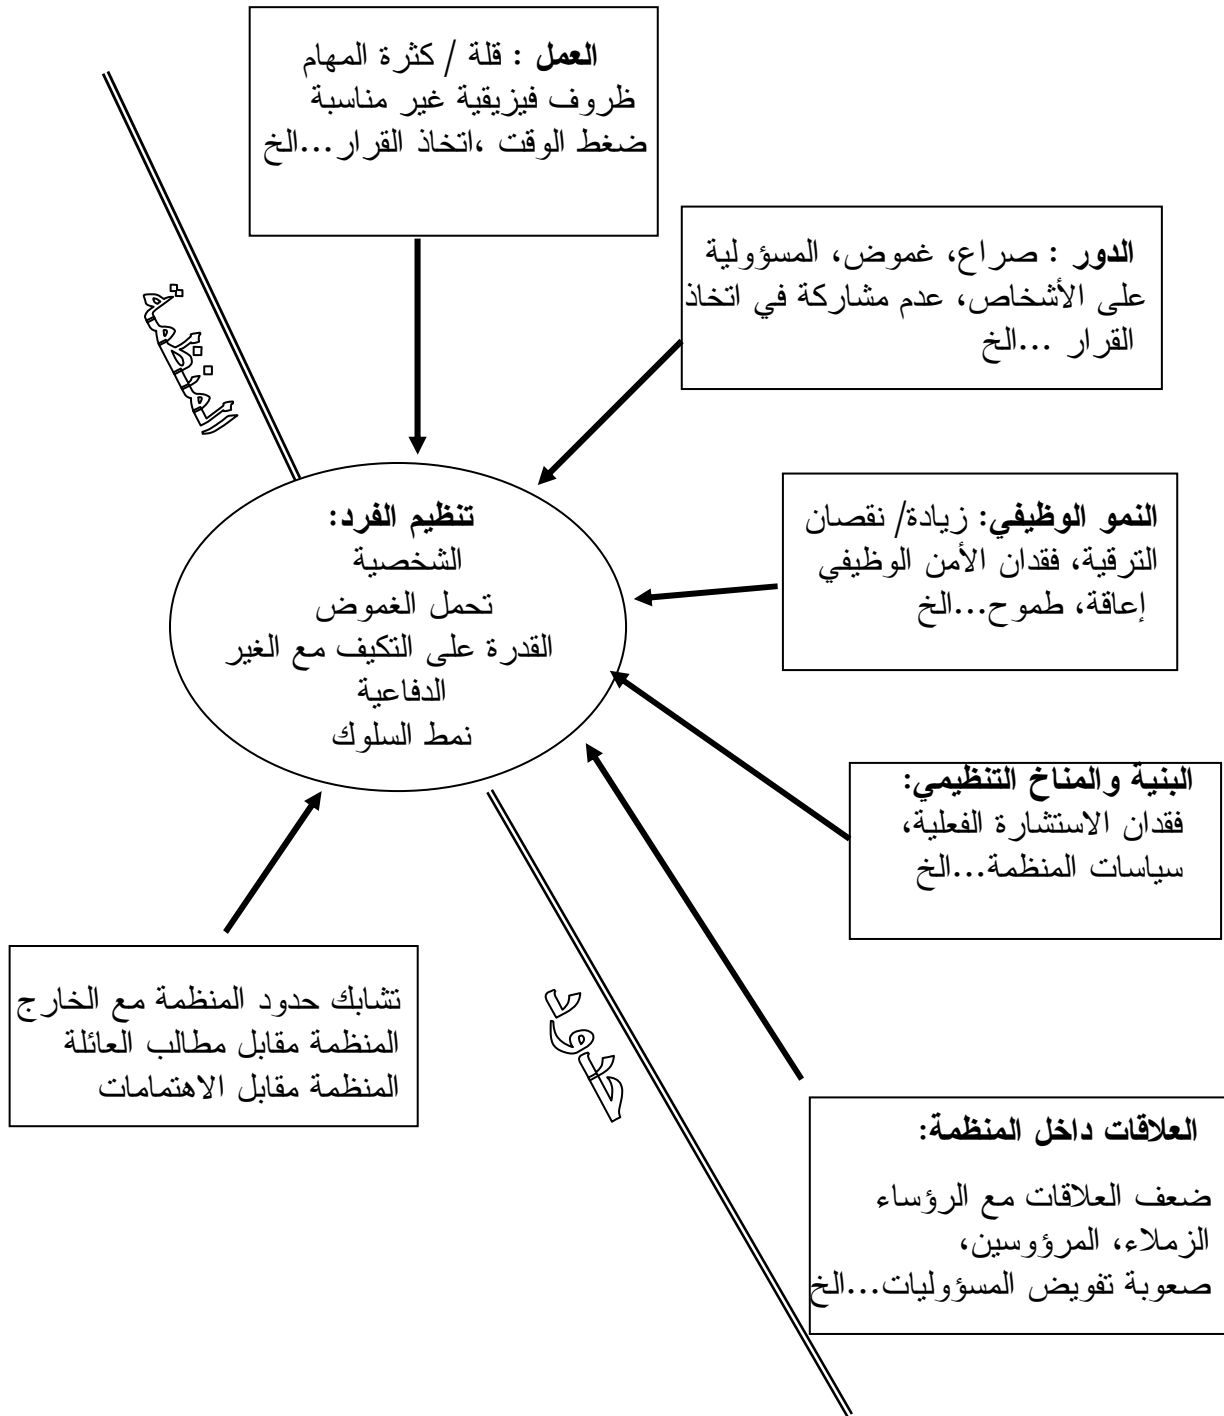 العمل : قلة / كثرة المهام
ظروف فيزيقية غير مناسبة
ضغط الوقت ،اتخاذ القرار...الخ
الدور : صراع، غموض، المسؤولية
على الأشخاص، عدم مشاركة في اتخاذ
القرار ...الخ
المنظمة
النمو الوظيفي: زيادة/ نقصان
الترقية، فقدان الأمن الوظيفي
إعاقة، طموح...الخ
تنظيم الفرد:
الشخصية
تحمل الغموض
القدرة على التكيف مع الغير
الدفاعية
نمط السلوك
البنية والمناخ التنظيمي:
فقدان الاستشارة الفعلية،
سياسات المنظمة...الخ
تشابك حدود المنظمة مع الخارج
المنظمة مقابل مطالب العائلة
المنظمة مقابل الاهتمامات
حدود
العلاقات داخل المنظمة:
ضعف العلاقات مع الرؤساء
الزملاء، المرؤوسين،
صعوبة تفويض المسؤوليات...الخ